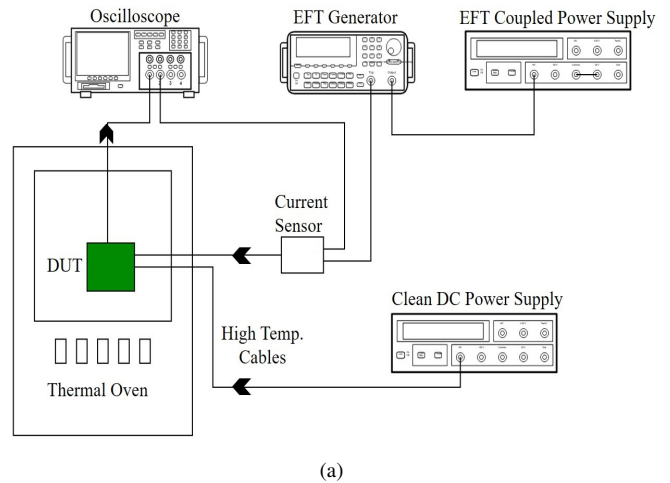 Oscilloscope
EFT Generator
EFT Coupled Power Supply
Current
Sensor
DUT
Clean DC Power Supply
High Temp.
Cables
Thermal Oven
(a)